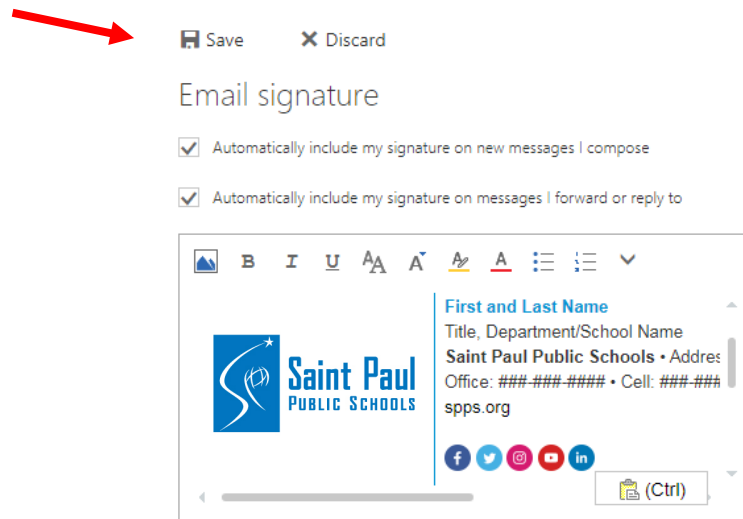 Save Discard
Email signature
Automatically include my signature on new messages I compose
Automatically include my signature on messages I forward or reply to
B I U AA A A A
First and Last Name
Title, Department/School Name
Saint Paul Public Schools • Addres
Office: ###-###-#### • Cell: ###-###
spps.org
Saint Paul
PUBLIC SCHOOLS
(Ctrl)